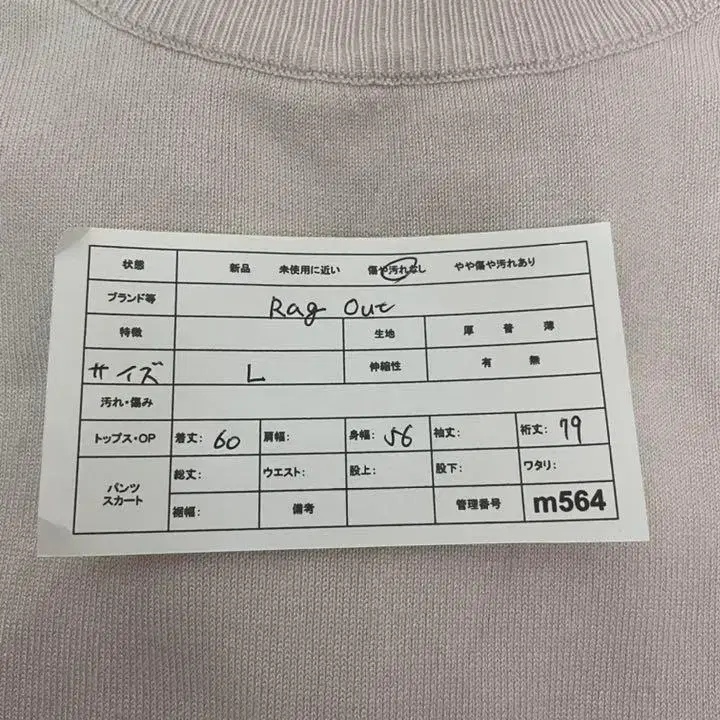 状態 新品 未使用に近い 傷や汚れなし やや傷や汚れあり
ブランド等 Rag Out
特徴 生地 厚 普 薄
サイズ L 伸縮性 有 無
汚れ・傷み
トップス・OP 着丈: 60 肩幅: 身幅: 56 袖丈: 裄丈: 79
パンツ スカート 総丈: ウエスト: 股上: 股下: ワタリ:
裾幅: 備考 管理番号 m564